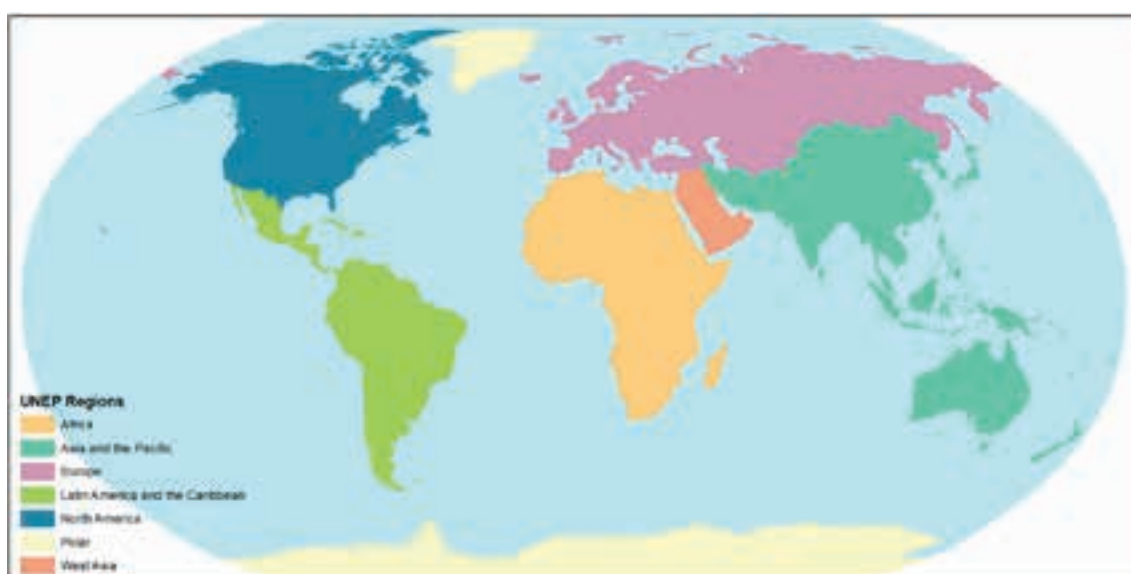 UNEP Regions
Africa
Asia and the Pacific
Europe
Latin America and the Caribbean
North America
Polar
West Asia